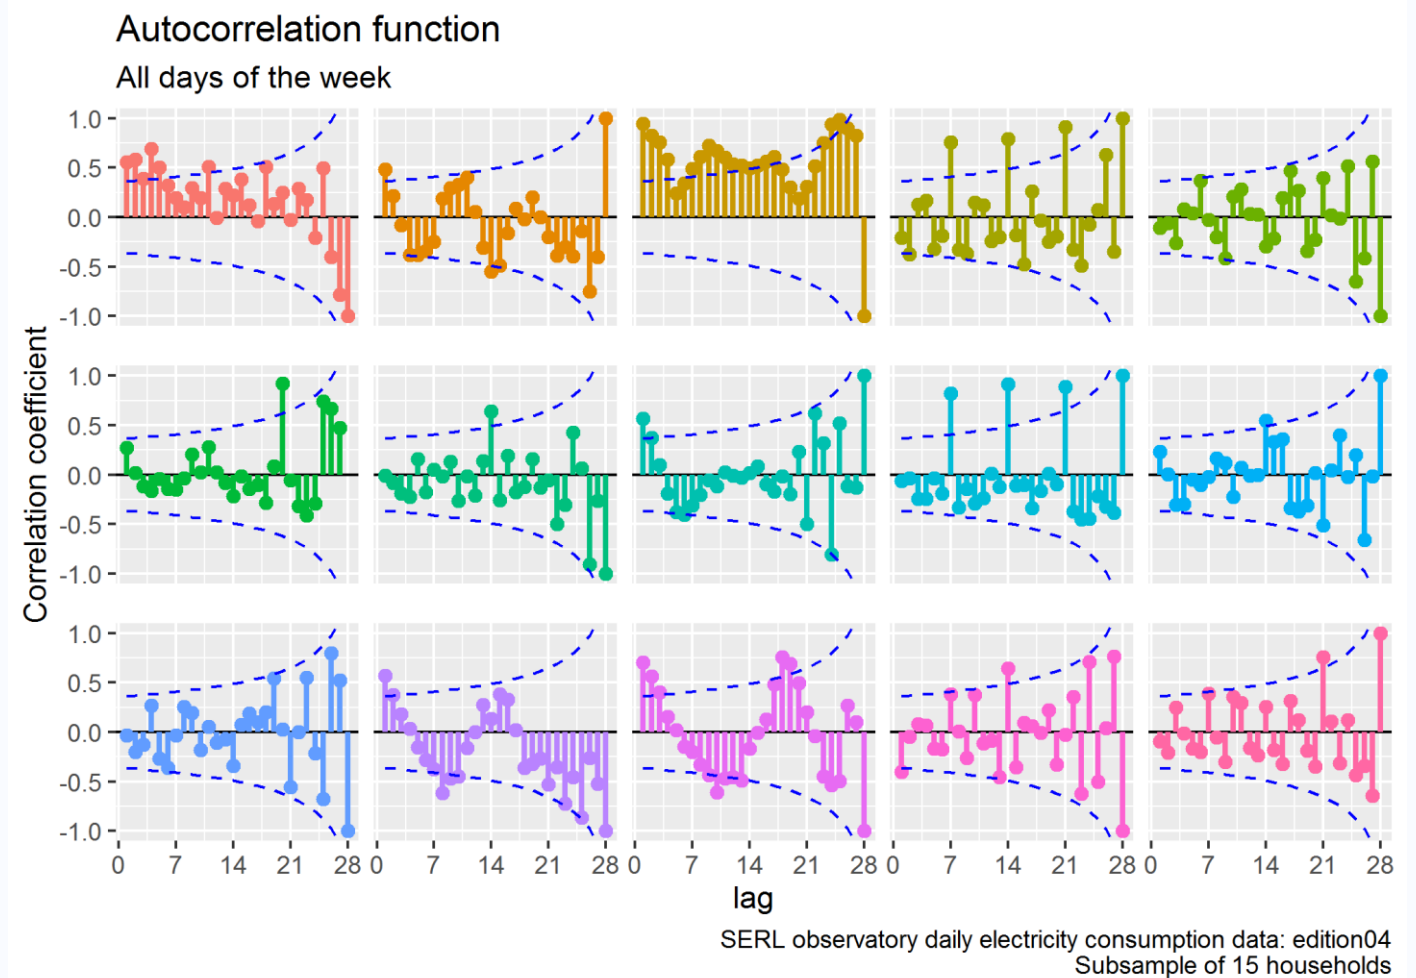 Autocorrelation function
All days of the week
1.0
0.5
0.0
-0.5
-1.0
1.0
0.5
0.0
-0.5
-1.0
1.0
0.5
0.0
-0.5
-1.0
Correlation coefficient
0 7 14 21 28 0 7 14 21 28 0 7 14 21 28 0 7 14 21 28 0 7 14 21 28
lag
SERL observatory daily electricity consumption data: edition04
Subsample of 15 households